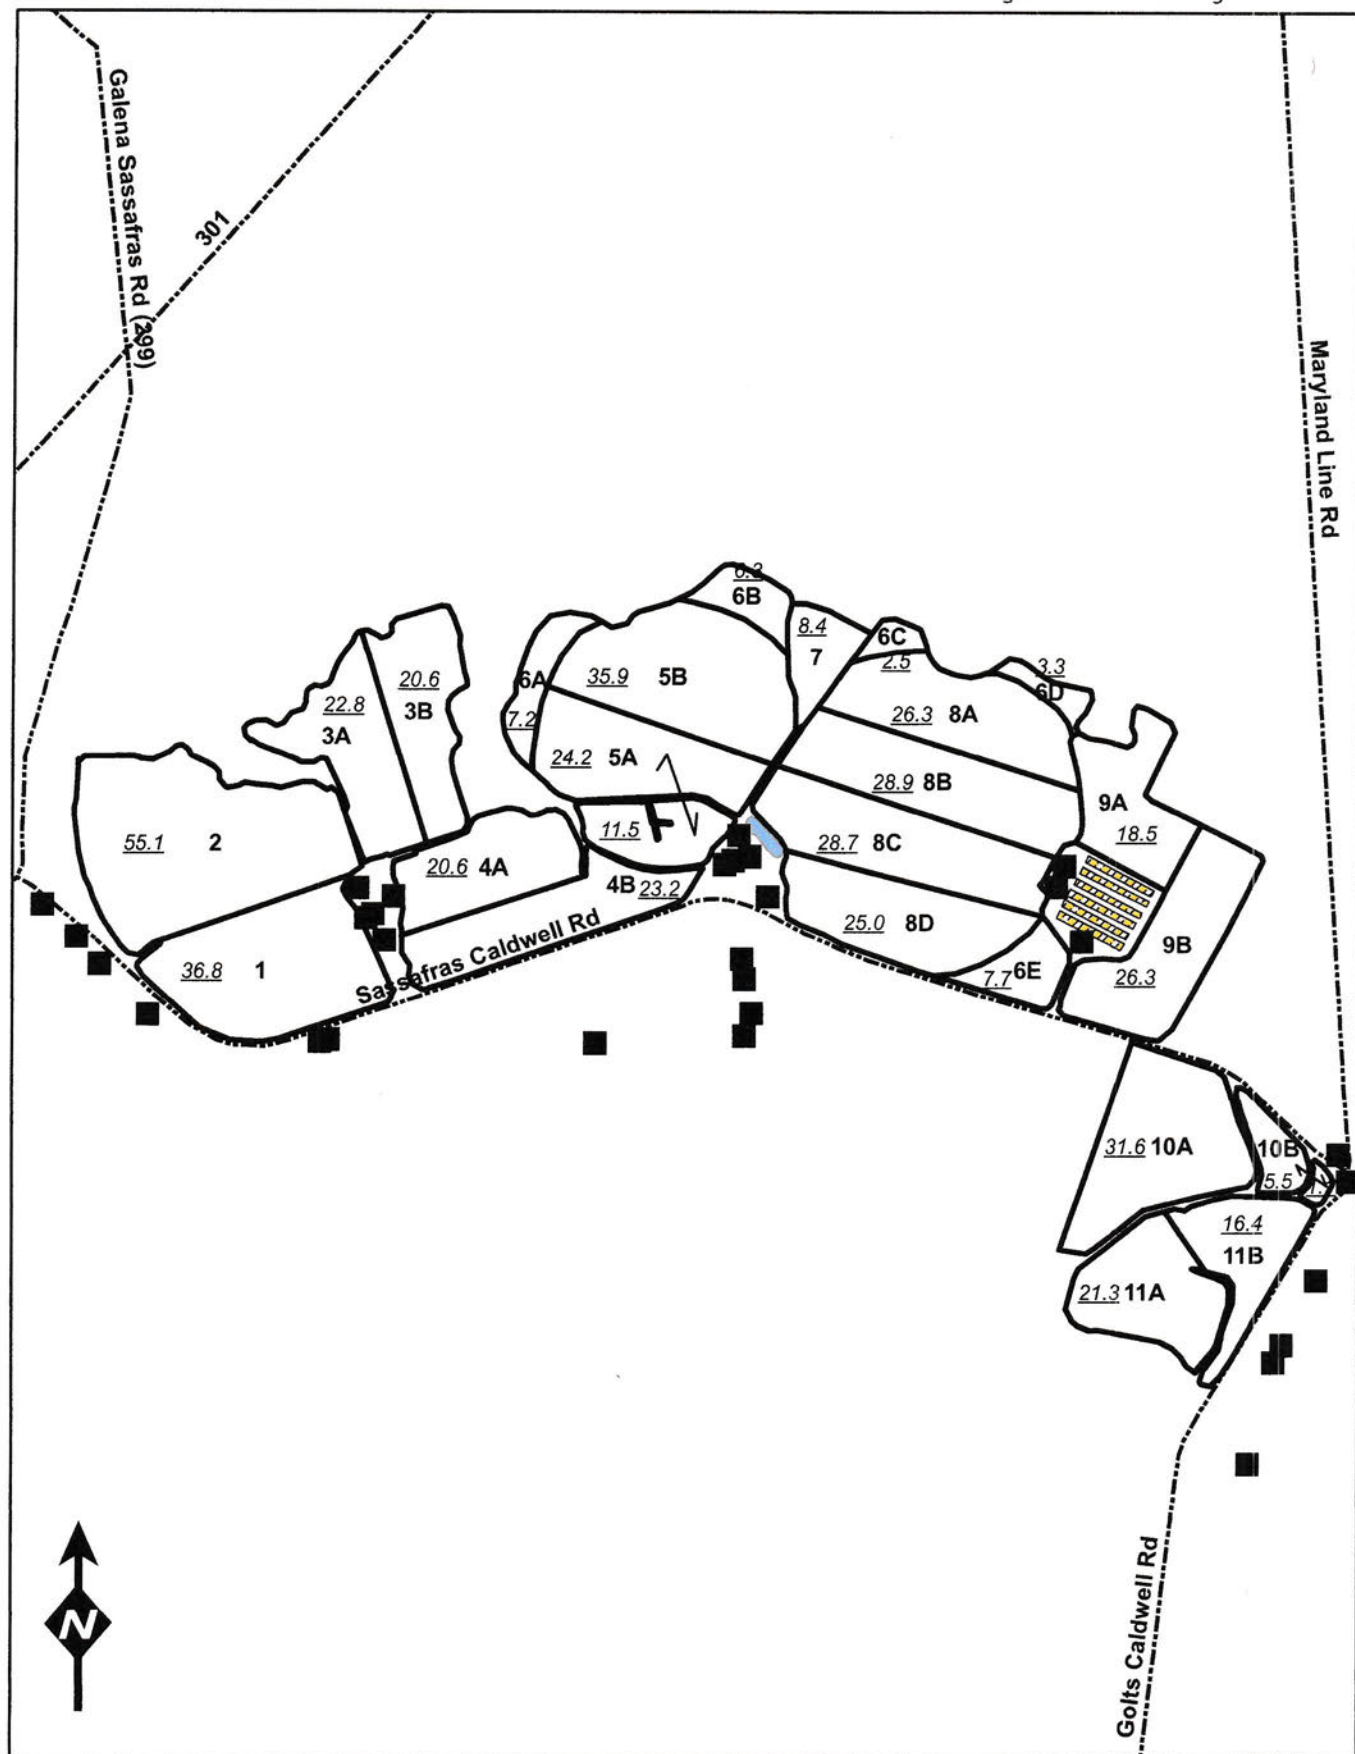 Galena Sassafras Rd (299)
301
Maryland Line Rd
6.3
6B
8.4
7
6C
2.5
3.3
6D
6A
7.2
35.9 5B
20.6
3B
22.8
3A
26.3 8A
24.2 5A
28.9 8B
9A
18.5
55.1 2
11.5
28.7 8C
20.6 4A
4B 23.2
25.0 8D
9B
26.3
36.8 1
Sassafras Caldwell Rd
7.7 6E
31.6 10A
10B
5.5
16.4
11B
21.3 11A
N
Golts Caldwell Rd